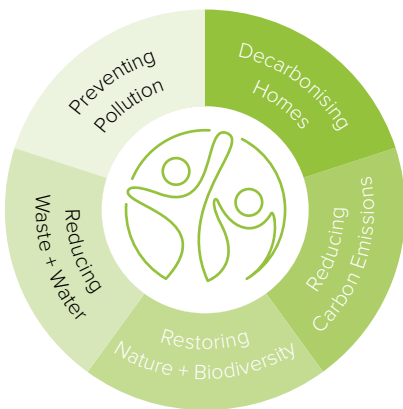 Preventing
Pollution
Decarbonising
Homes
Reducing
Carbon Emissions
Restoring
Nature + Biodiversity
Reducing
Waste + Water